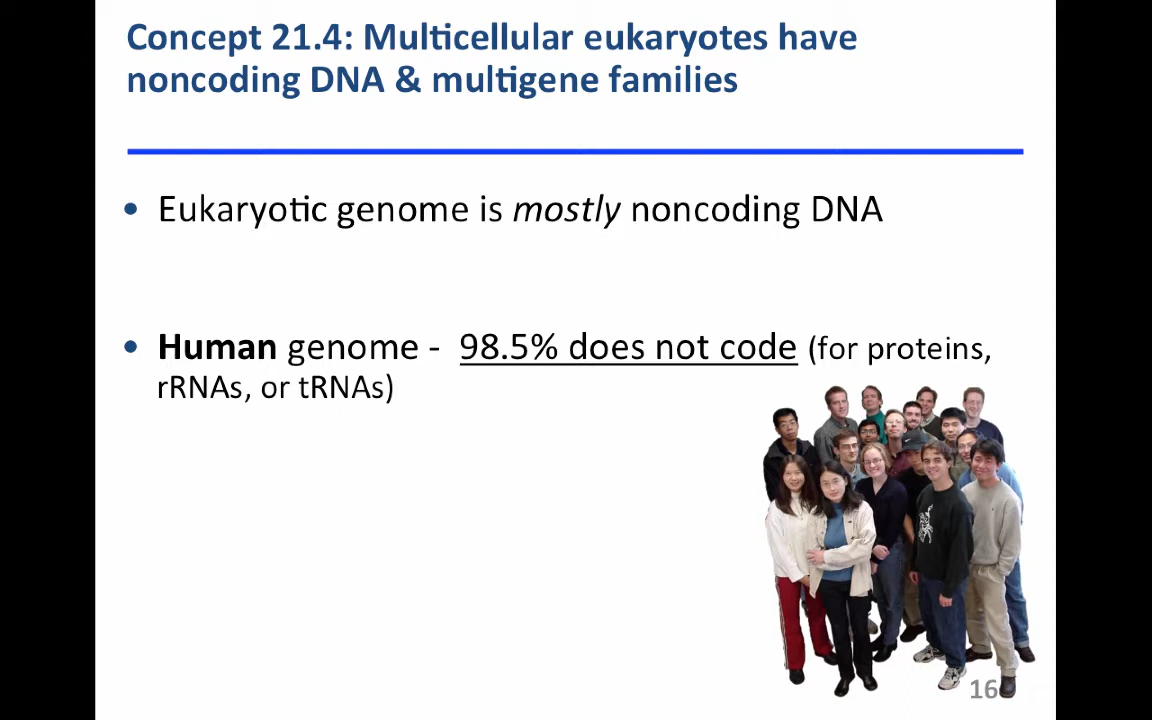 Concept 21.4: Multicellular eukaryotes have
noncoding DNA & multigene families
• Eukaryotic genome is mostly noncoding DNA
• Human genome - 98.5% does not code (for proteins,
rRNAs, or tRNAs)
16